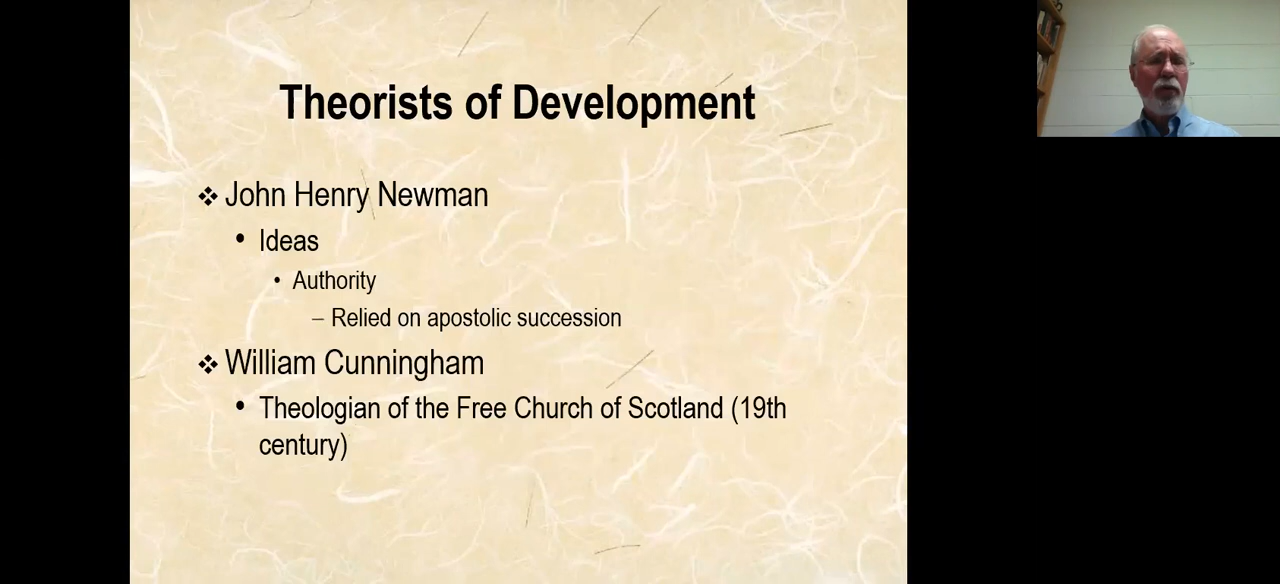 Theorists of Development
❖ John Henry Newman
• Ideas
• Authority
– Relied on apostolic succession
❖ William Cunningham
• Theologian of the Free Church of Scotland (19th
century)